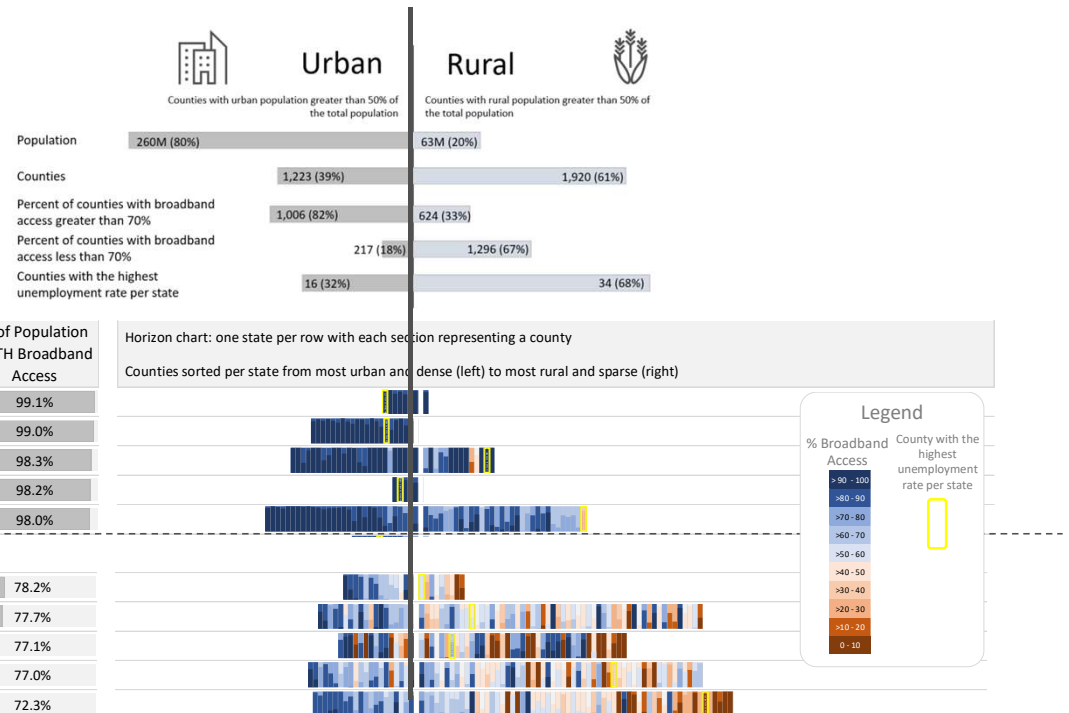 Urban
Rural
Counties with urban population greater than 50% of
the total population
Counties with rural population greater than 50% of
the total population
Population
260M (80%)
63M (20%)
Counties
1,223 (39%)
1,920 (61%)
Percent of counties with broadband
access greater than 70%
1,006 (82%)
624 (33%)
Percent of counties with broadband
access less than 70%
217 (18%)
1,296 (67%)
Counties with the highest
unemployment rate per state
16 (32%)
34 (68%)
of Population
TH Broadband
Access
Horizon chart: one state per row with each section representing a county
Counties sorted per state from most urban and dense (left) to most rural and sparse (right)
99.1%
99.0%
98.3%
98.2%
98.0%
78.2%
77.7%
77.1%
77.0%
72.3%
Legend
% Broadband
Access
County with the
highest
unemployment
rate per state
> 90 - 100
>80 - 90
>70 - 80
>60 - 70
>50 - 60
>40 - 50
>30 - 40
>20 - 30
>10 - 20
0 - 10